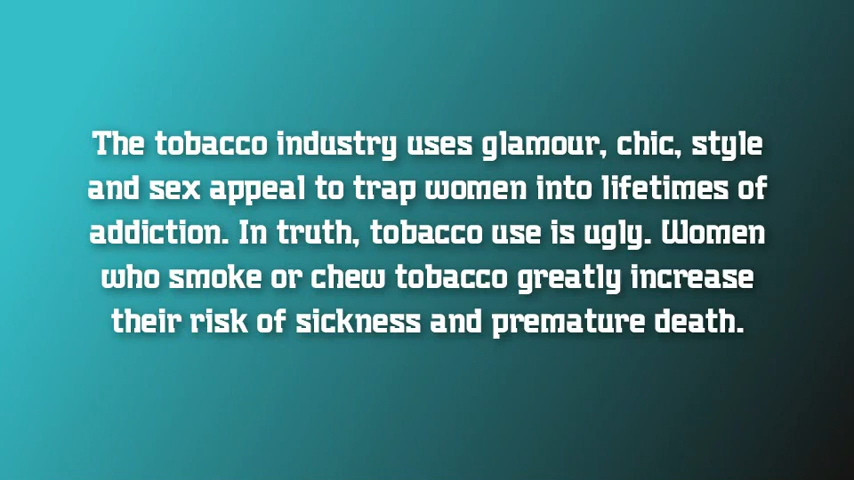 The tobacco industry uses glamour, chic, style
and sex appeal to trap women into lifetimes of
addiction. In truth, tobacco use is ugly. Women
who smoke or chew tobacco greatly increase
their risk of sickness and premature death.